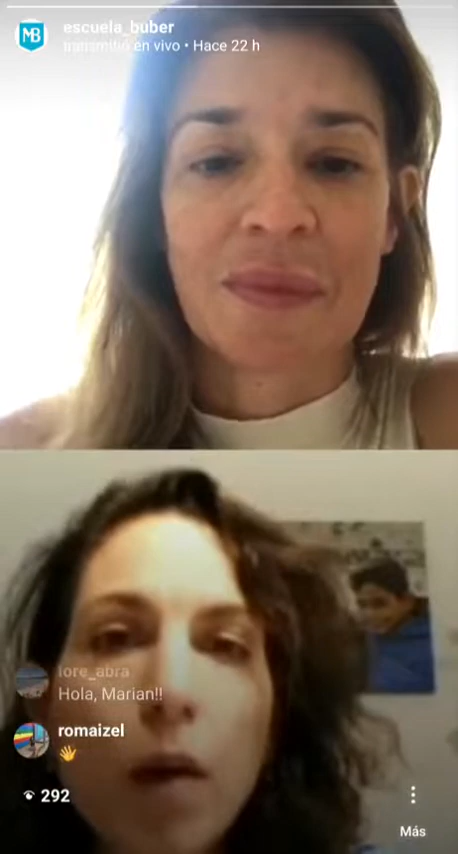 MB
escuela_buber
transmitió en vivo • Hace 22 h
lore_abra
Hola, Marian!!
romaizel
👋
292
Más